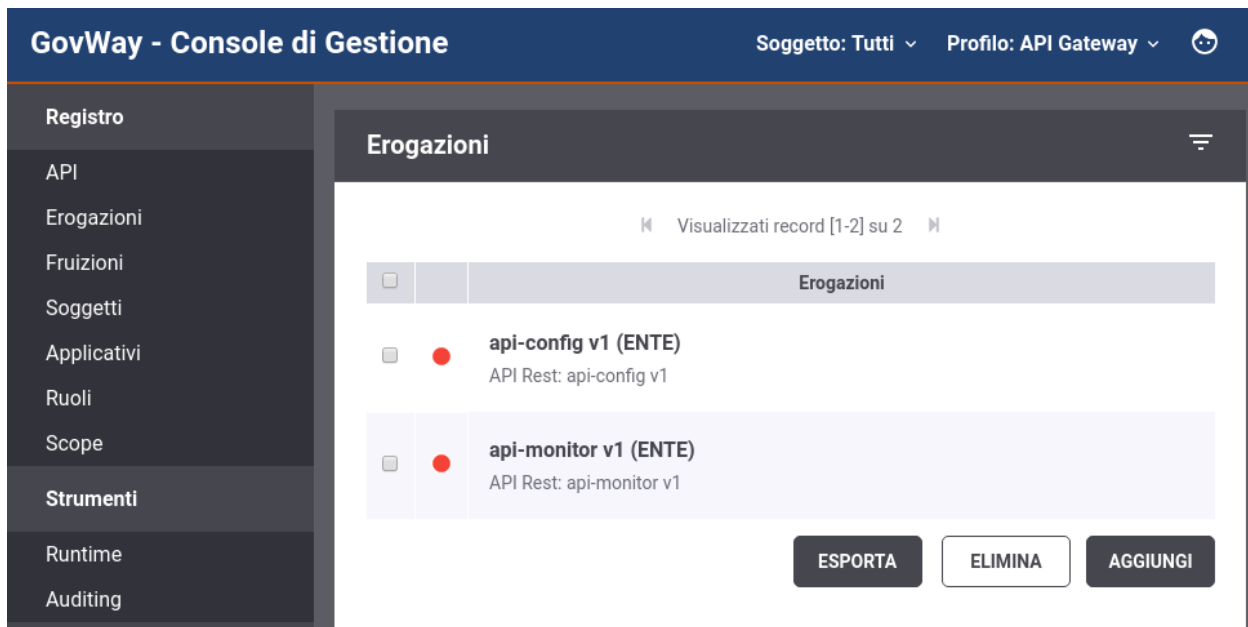 GovWay - Console di Gestione
Soggetto: Tutti
Profilo: API Gateway
Registro
API
Erogazioni
Fruizioni
Soggetti
Applicativi
Ruoli
Scope
Strumenti
Runtime
Auditing
Erogazioni
Visualizzati record [1-2] su 2
Erogazioni
api-config v1 (ENTE)
API Rest: api-config v1
api-monitor v1 (ENTE)
API Rest: api-monitor v1
ESPORTA
ELIMINA
AGGIUNGI